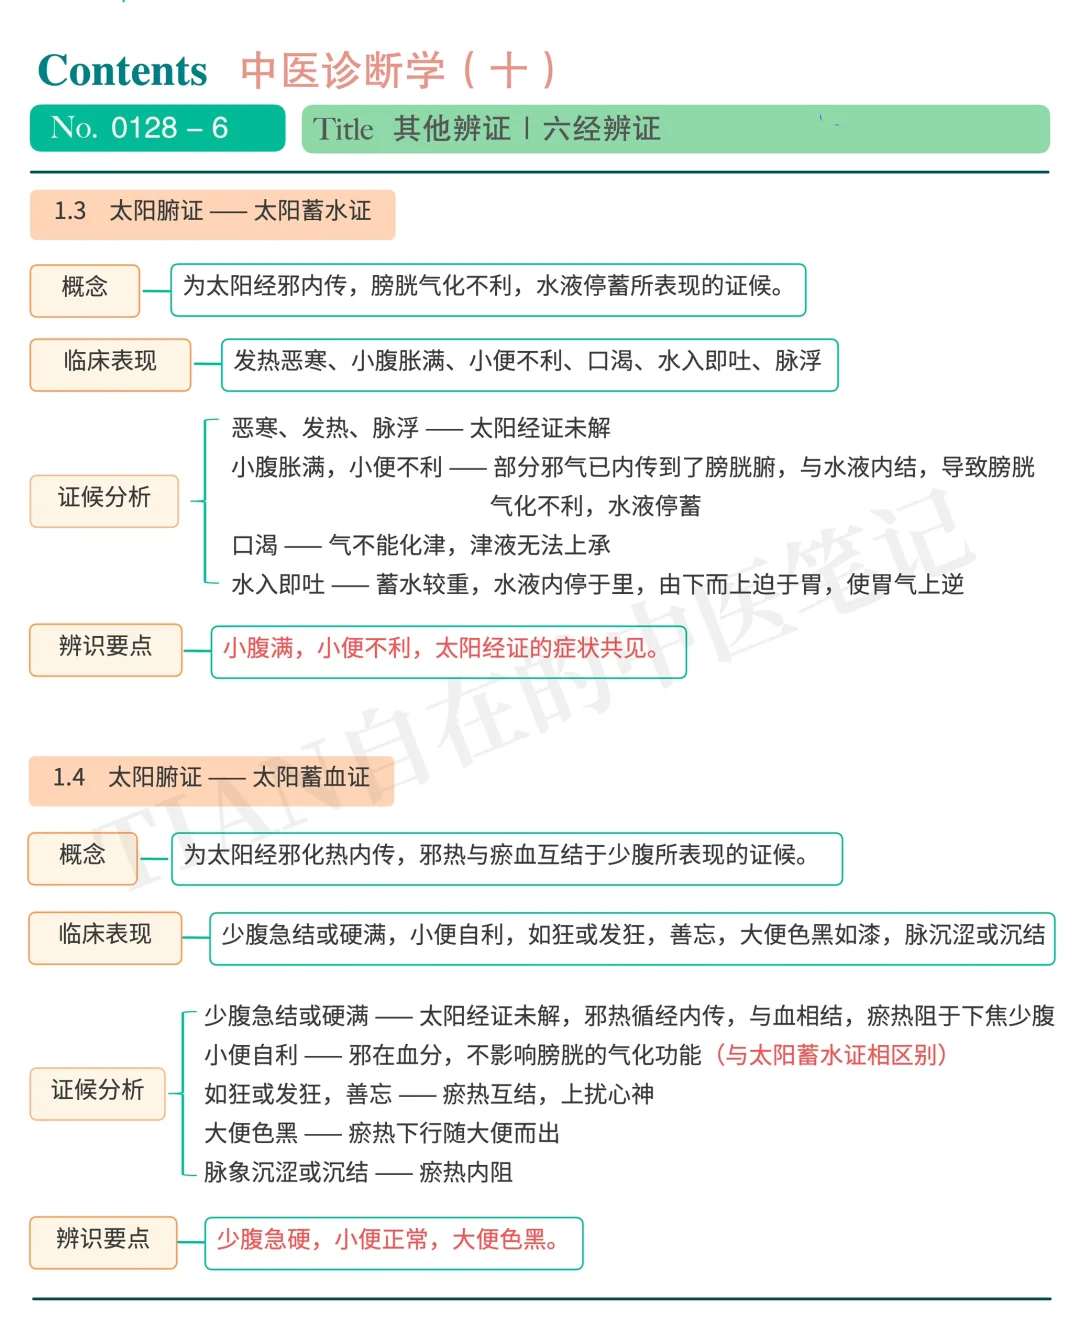 Contents 中医诊断学（十）
No. 0128 – 6
Title 其他辨证 | 六经辨证
1.3 太阳腑证 —— 太阳蓄水证
概念
为太阳经邪内传，膀胱气化不利，水液停蓄所表现的证候。
临床表现
发热恶寒、小腹胀满、小便不利、口渴、水入即吐、脉浮
证候分析
恶寒、发热、脉浮 —— 太阳经证未解
小腹胀满，小便不利 —— 部分邪气已内传到了膀胱腑，与水液内结，导致膀胱
气化不利，水液停蓄
口渴 —— 气不能化津，津液无法上承
水入即吐 —— 蓄水较重，水液内停于里，由下而上迫于胃，使胃气上逆
辨识要点
小腹满，小便不利，太阳经证的症状共见。
TIAN自在的中医笔记
1.4 太阳腑证 —— 太阳蓄血证
概念
为太阳经邪化热内传，邪热与瘀血互结于少腹所表现的证候。
临床表现
少腹急结或硬满，小便自利，如狂或发狂，善忘，大便色黑如漆，脉沉涩或沉结
证候分析
少腹急结或硬满 —— 太阳经证未解，邪热循经内传，与血相结，瘀热阻于下焦少腹
小便自利 —— 邪在血分，不影响膀胱的气化功能（与太阳蓄水证相区别）
如狂或发狂，善忘 —— 瘀热互结，上扰心神
大便色黑 —— 瘀热下行随大便而出
脉象沉涩或沉结 —— 瘀热内阻
辨识要点
少腹急硬，小便正常，大便色黑。